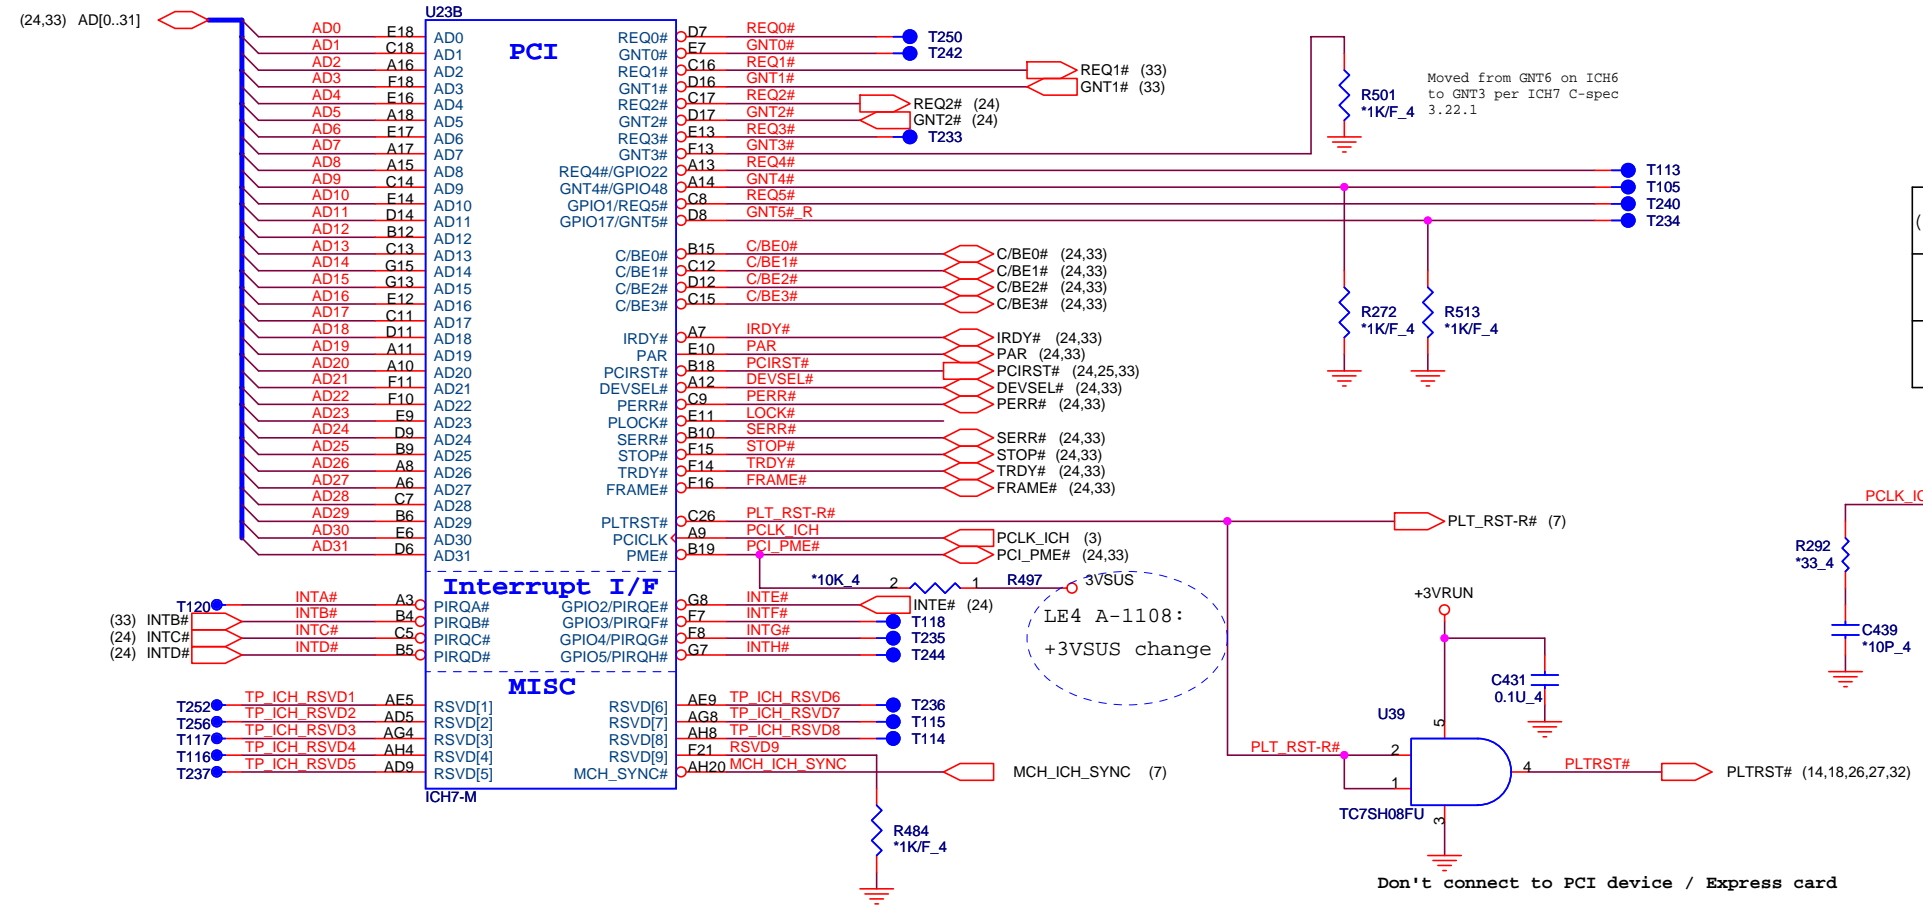 (24,33) AD[0..31]
U23B
PCI
Interrupt I/F
MISC
ICH7-M
AD0 E18 AD0
AD1 C18 AD1
AD2 A16 AD2
AD3 F18 AD3
AD4 E16 AD4
AD5 A18 AD5
AD6 E17 AD6
AD7 A17 AD7
AD8 A15 AD8
AD9 C14 AD9
AD10 E14 AD10
AD11 D14 AD11
AD12 B12 AD12
AD13 C13 AD13
AD14 G15 AD14
AD15 G13 AD15
AD16 E12 AD16
AD17 C11 AD17
AD18 D11 AD18
AD19 A11 AD19
AD20 A10 AD20
AD21 F11 AD21
AD22 F10 AD22
AD23 E9 AD23
AD24 D9 AD24
AD25 B9 AD25
AD26 A8 AD26
AD27 A6 AD27
AD28 C7 AD28
AD29 B6 AD29
AD30 E6 AD30
AD31 D6 AD31
REQ0# D7 REQ0# T250
GNT0# E7 GNT0# T242
REQ1# C16 REQ1# REQ1# (33)
GNT1# D16 GNT1# GNT1# (33)
REQ2# C17 REQ2# REQ2# (24)
GNT2# D17 GNT2# GNT2# (24)
REQ3# E13 REQ3# T233
GNT3# F13 GNT3#
REQ4#/GPIO22 A13 REQ4# T113
GNT4#/GPIO48 A14 GNT4# T105
GPIO1/REQ5# C8 REQ5# T240
GPIO17/GNT5# D8 GNT5#_R T234
C/BE0# B15 C/BE0# C/BE0# (24,33)
C/BE1# C12 C/BE1# C/BE1# (24,33)
C/BE2# D12 C/BE2# C/BE2# (24,33)
C/BE3# C15 C/BE3# C/BE3# (24,33)
IRDY# A7 IRDY# IRDY# (24,33)
PAR E10 PAR PAR (24,33)
PCIRST# B18 PCIRST# PCIRST# (24,25,33)
DEVSEL# A12 DEVSEL# DEVSEL# (24,33)
PERR# C9 PERR# PERR# (24,33)
PLOCK# E11 LOCK#
SERR# B10 SERR# SERR# (24,33)
STOP# F15 STOP# STOP# (24,33)
TRDY# F14 TRDY# TRDY# (24,33)
FRAME# F16 FRAME# FRAME# (24,33)
PLTRST# C26 PLT_RST-R# PLT_RST-R# (7)
PCICLK A9 PCLK_ICH PCLK_ICH (3)
PME# B19 PCI_PME# PCI_PME# (24,33)
*10K_4 2 1 R497 3VSUS
LE4 A-1108:
+3VSUS change
T120 INTA# A3 PIRQA#
(33) INTB# INTB# B4 PIRQB#
(24) INTC# INTC# C5 PIRQC#
(24) INTD# INTD# B5 PIRQD#
GPIO2/PIRQE# G8 INTE# INTE# (24)
GPIO3/PIRQF# F7 INTF# T118
GPIO4/PIRQG# F8 INTG# T235
GPIO5/PIRQH# G7 INTH# T244
T252 TP_ICH_RSVD1 AE5 RSVD[1]
T256 TP_ICH_RSVD2 AD5 RSVD[2]
T117 TP_ICH_RSVD3 AG4 RSVD[3]
T116 TP_ICH_RSVD4 AH4 RSVD[4]
T237 TP_ICH_RSVD5 AD9 RSVD[5]
RSVD[6] AE9 TP_ICH_RSVD6 T236
RSVD[7] AG8 TP_ICH_RSVD7 T115
RSVD[8] AH8 TP_ICH_RSVD8 T114
RSVD[9] F21 RSVD9
MCH_SYNC# AH20 MCH_ICH_SYNC MCH_ICH_SYNC (7)
R484
*1K/F_4
R501
*1K/F_4
Moved from GNT6 on ICH6
to GNT3 per ICH7 C-spec
3.22.1
R272
*1K/F_4
R513
*1K/F_4
(
R292
*33_4
C439
*10P_4
+3VRUN
C431
0.1U_4
U39
5
PLT_RST-R# 2
1
4 PLTRST# PLTRST# (14,18,26,27,32)
TC7SH08FU
3
Don't connect to PCI device / Express card